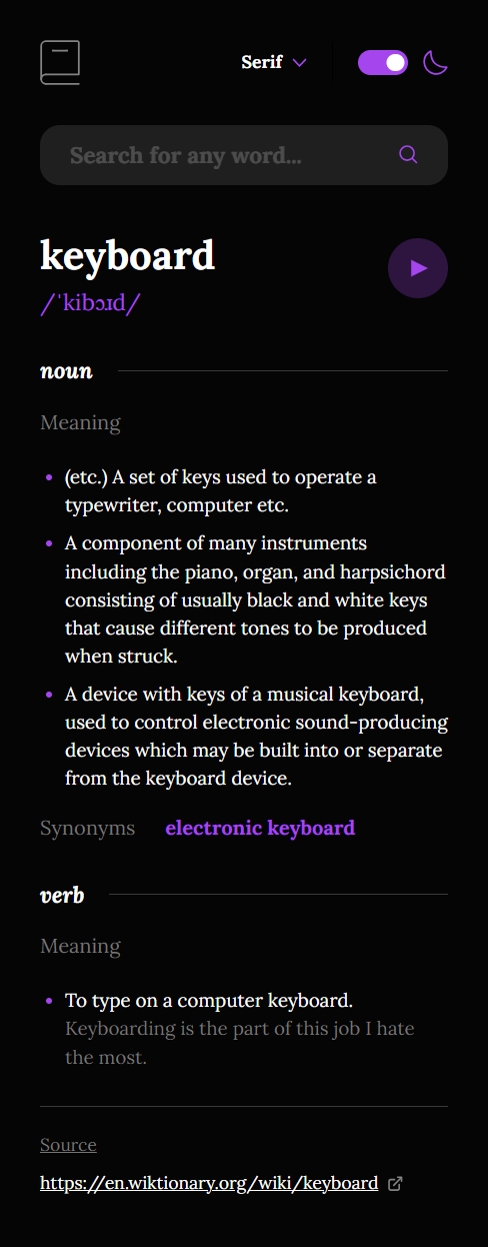 Serif
Search for any word...
keyboard
/ˈkibɔɹd/
noun
Meaning
(etc.) A set of keys used to operate a
typewriter, computer etc.
A component of many instruments
including the piano, organ, and harpsichord
consisting of usually black and white keys
that cause different tones to be produced
when struck.
A device with keys of a musical keyboard,
used to control electronic sound-producing
devices which may be built into or separate
from the keyboard device.
Synonyms electronic keyboard
verb
Meaning
To type on a computer keyboard.
Keyboarding is the part of this job I hate
the most.
Source
https://en.wiktionary.org/wiki/keyboard